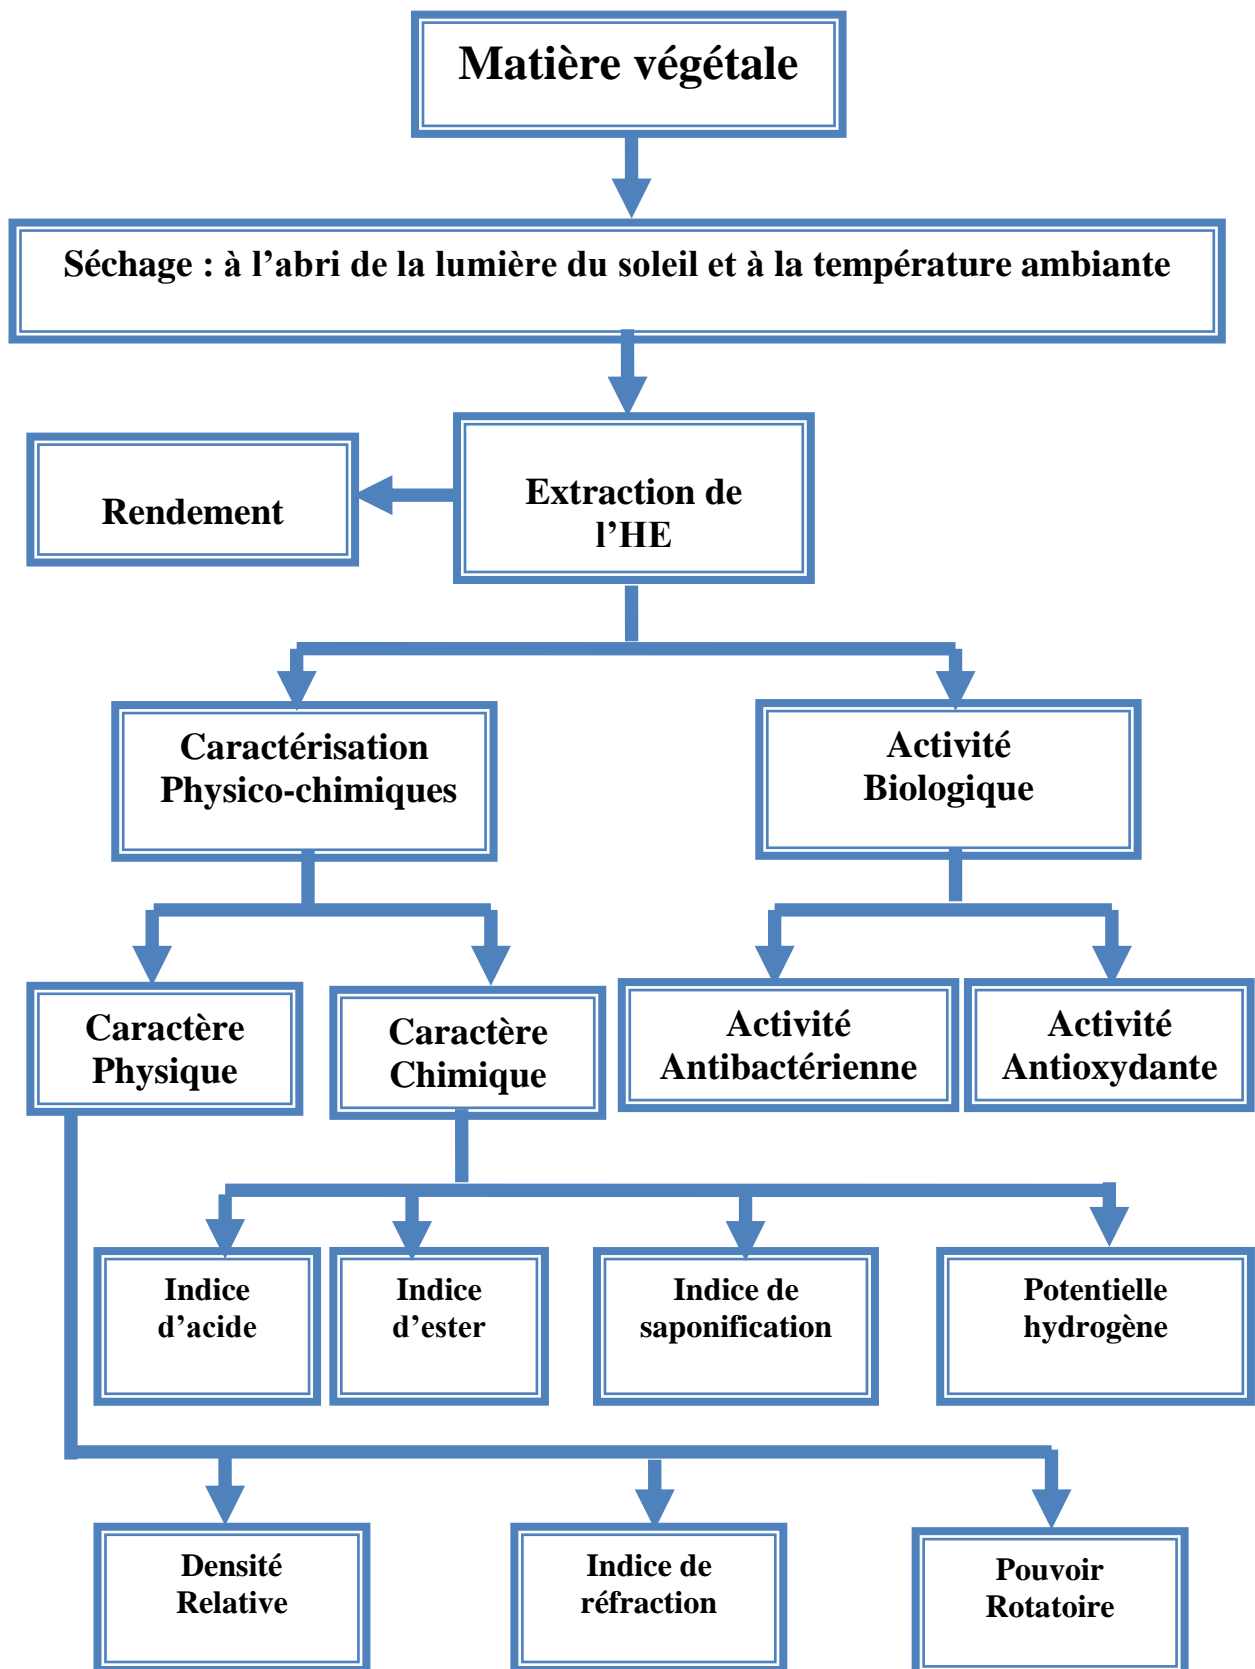 Matière végétale
Séchage : à l’abri de la lumière du soleil et à la température ambiante
Rendement
Extraction de
l’HE
Caractérisation
Physico-chimiques
Activité
Biologique
Caractère
Physique
Caractère
Chimique
Activité
Antibactérienne
Activité
Antioxydante
Indice
d’acide
Indice
d’ester
Indice de
saponification
Potentielle
hydrogène
Densité
Relative
Indice de
réfraction
Pouvoir
Rotatoire